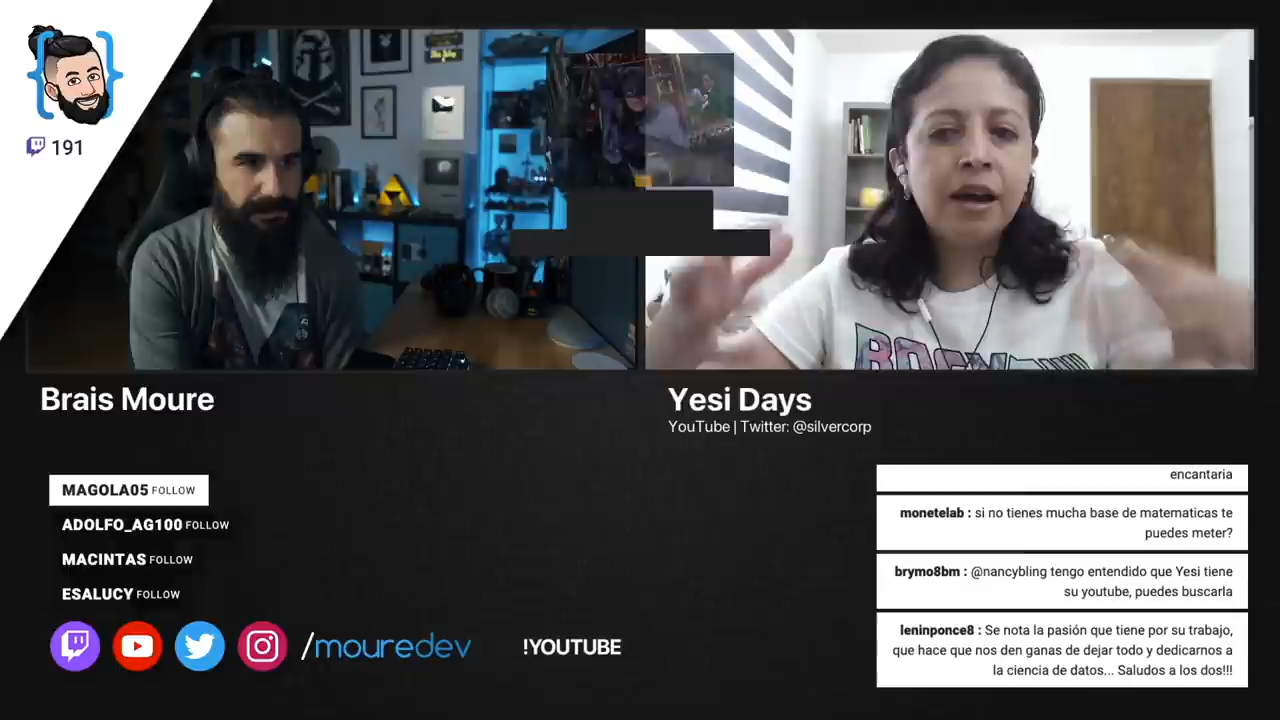 191
Brais Moure
Yesi Days
YouTube | Twitter: @silvercorp
MAGOLA05 FOLLOW
ADOLFO_AG100 FOLLOW
MACINTAS FOLLOW
ESALUCY FOLLOW
/mouredev
!YOUTUBE
encantaria
monetelab : si no tienes mucha base de matematicas te
puedes meter?
brymo8bm : @nancybling tengo entendido que Yesi tiene
su youtube, puedes buscarla
leninponce8 : Se nota la pasión que tiene por su trabajo,
que hace que nos den ganas de dejar todo y dedicarnos a
la ciencia de datos... Saludos a los dos!!!